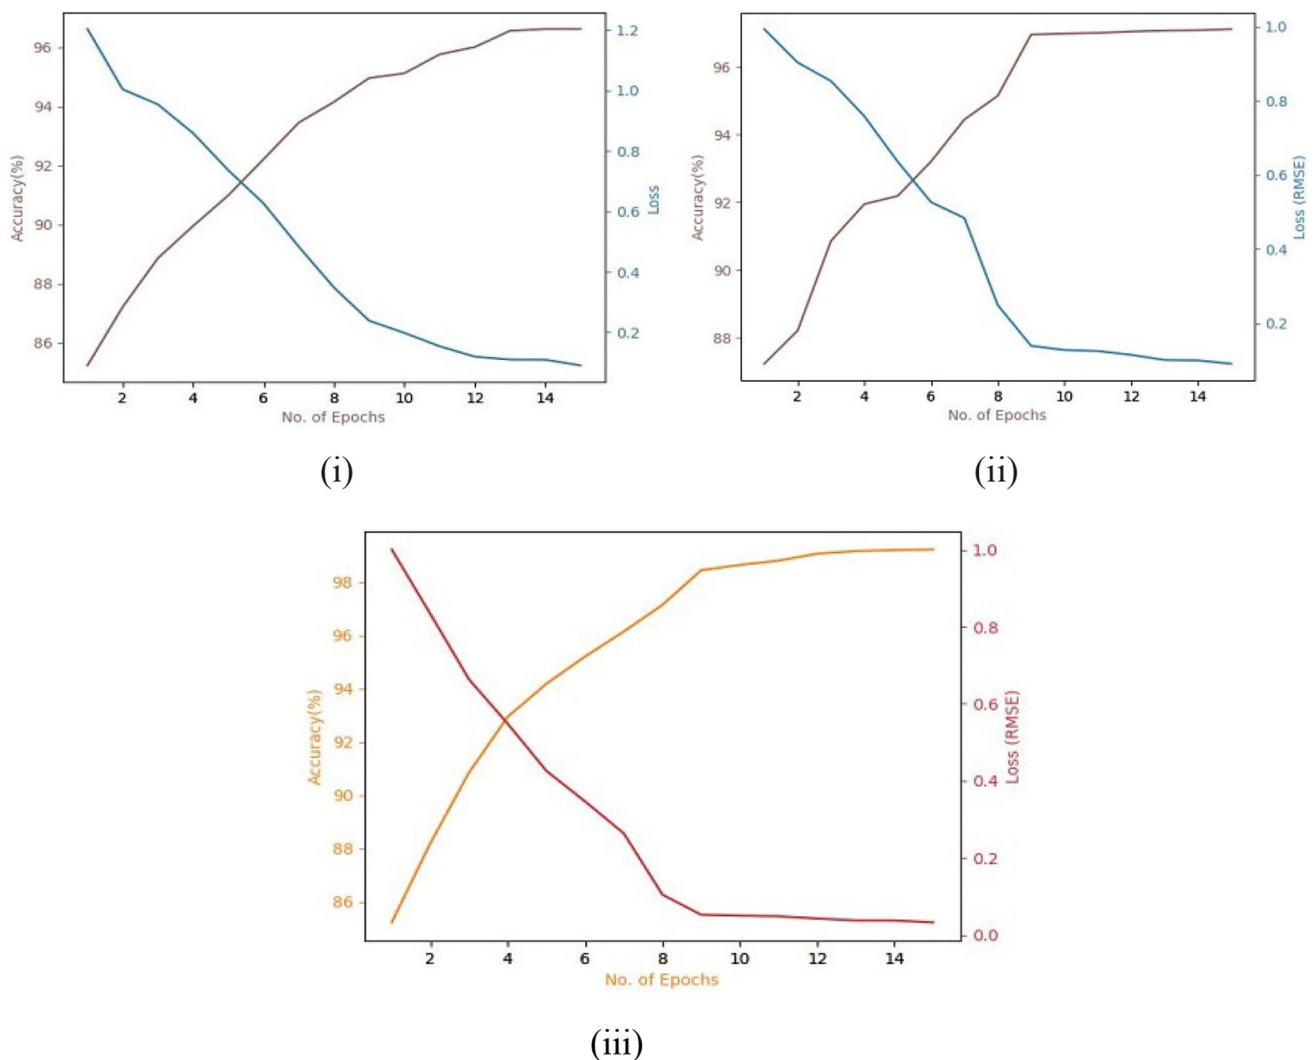 96
94
92
90
88
86
Accuracy(%)
1.2
1.0
0.8
0.6
0.4
0.2
Loss
2 4 6 8 10 12 14
No. of Epochs
(i)
96
94
92
90
88
Accuracy(%)
1.0
0.8
0.6
0.4
0.2
Loss (RMSE)
2 4 6 8 10 12 14
No. of Epochs
(ii)
98
96
94
92
90
88
86
Accuracy(%)
1.0
0.8
0.6
0.4
0.2
0.0
Loss (RMSE)
2 4 6 8 10 12 14
No. of Epochs
(iii)